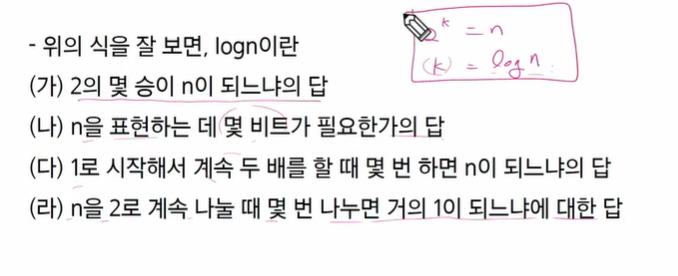 2^k = n
(k) = log n
- 위의 식을 잘 보면, logn이란
(가) 2의 몇 승이 n이 되느냐의 답
(나) n을 표현하는 데 몇 비트가 필요한가의 답
(다) 1로 시작해서 계속 두 배를 할 때 몇 번 하면 n이 되느냐의 답
(라) n을 2로 계속 나눌 때 몇 번 나누면 거의 1이 되느냐에 대한 답